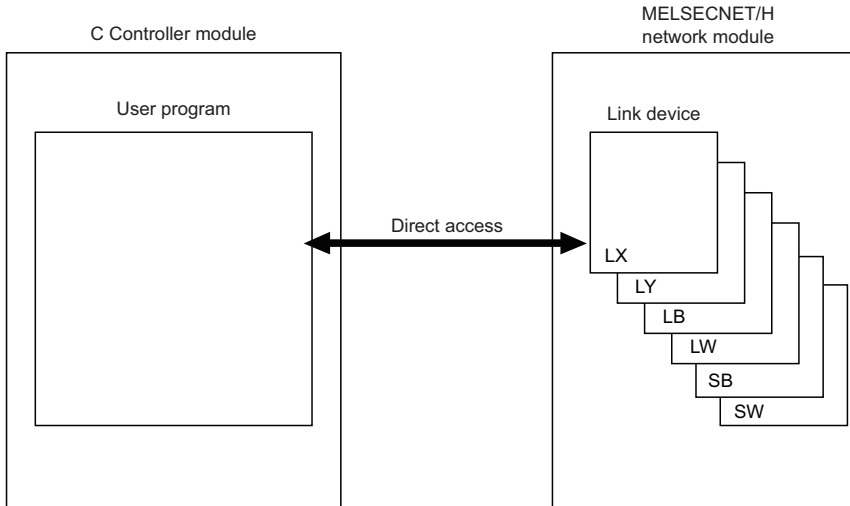 C Controller module
MELSECNET/H
network module
User program
Link device
Direct access
LX
LY
LB
LW
SB
SW